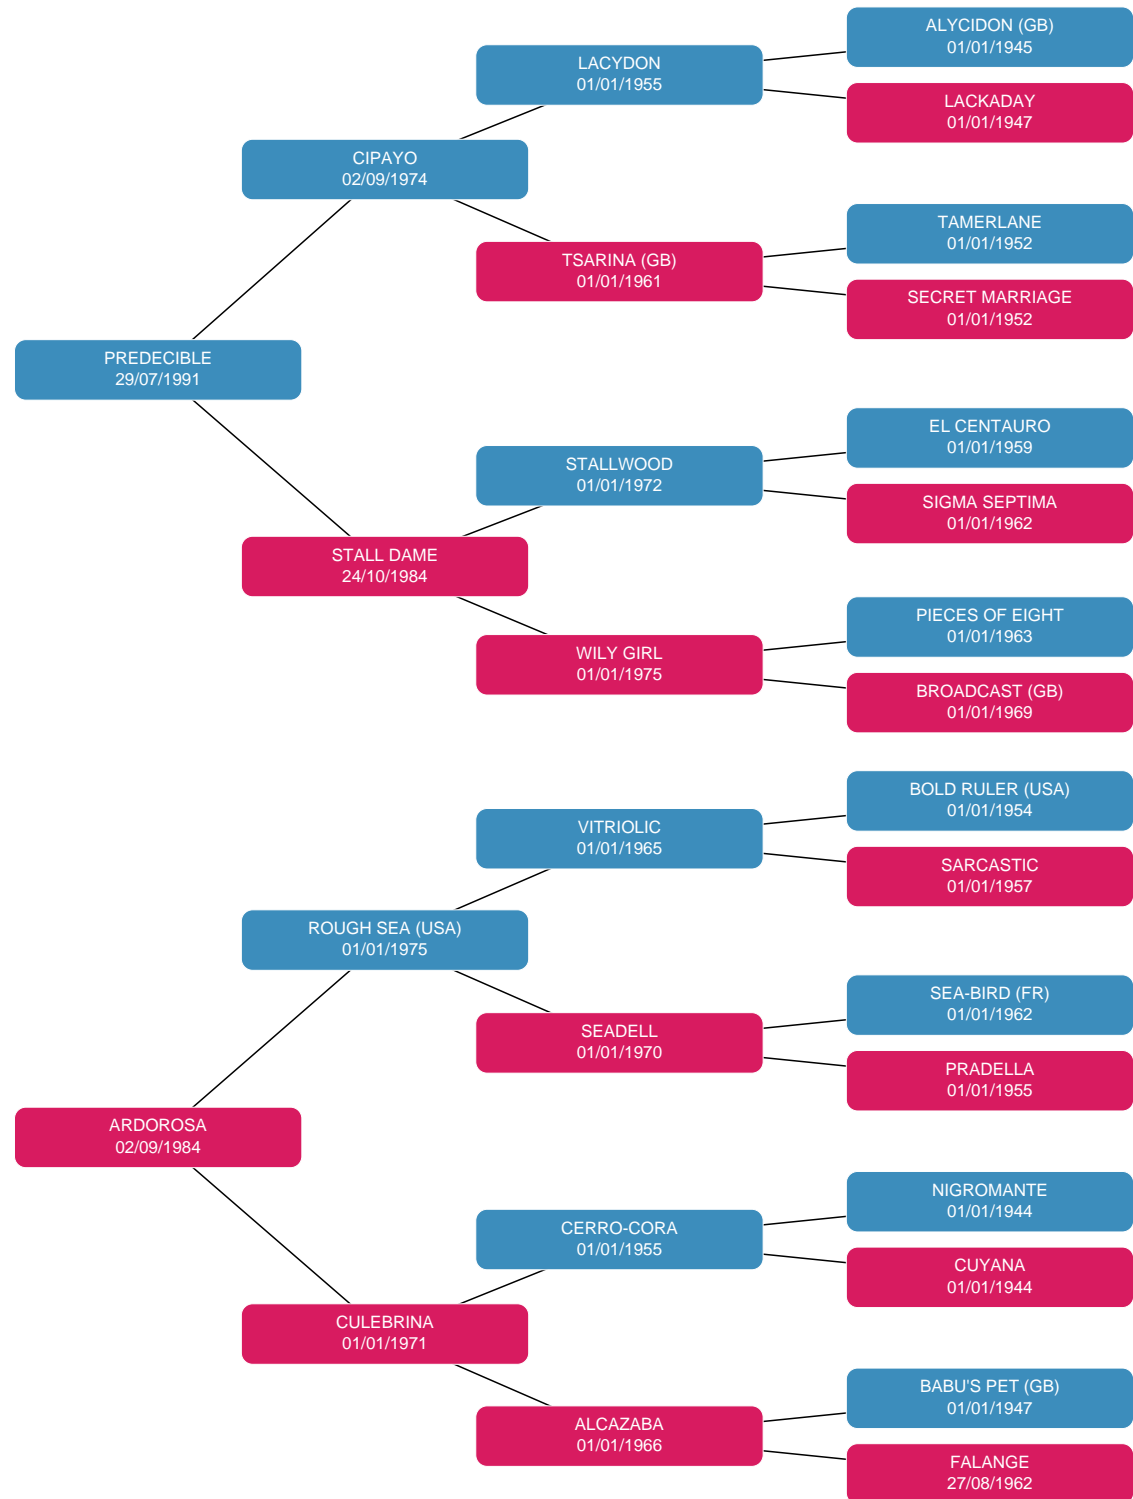 ALYCIDON (GB)
01/01/1945
LACYDON
01/01/1955
LACKADAY
01/01/1947
CIPAYO
02/09/1974
TAMERLANE
01/01/1952
TSARINA (GB)
01/01/1961
SECRET MARRIAGE
01/01/1952
PREDECIBLE
29/07/1991
EL CENTAURO
01/01/1959
STALLWOOD
01/01/1972
SIGMA SEPTIMA
01/01/1962
STALL DAME
24/10/1984
PIECES OF EIGHT
01/01/1963
WILY GIRL
01/01/1975
BROADCAST (GB)
01/01/1969
BOLD RULER (USA)
01/01/1954
VITRIOLIC
01/01/1965
SARCASTIC
01/01/1957
ROUGH SEA (USA)
01/01/1975
SEA-BIRD (FR)
01/01/1962
SEADELL
01/01/1970
PRADELLA
01/01/1955
ARDOROSA
02/09/1984
NIGROMANTE
01/01/1944
CERRO-CORA
01/01/1955
CUYANA
01/01/1944
CULEBRINA
01/01/1971
BABU'S PET (GB)
01/01/1947
ALCAZABA
01/01/1966
FALANGE
27/08/1962